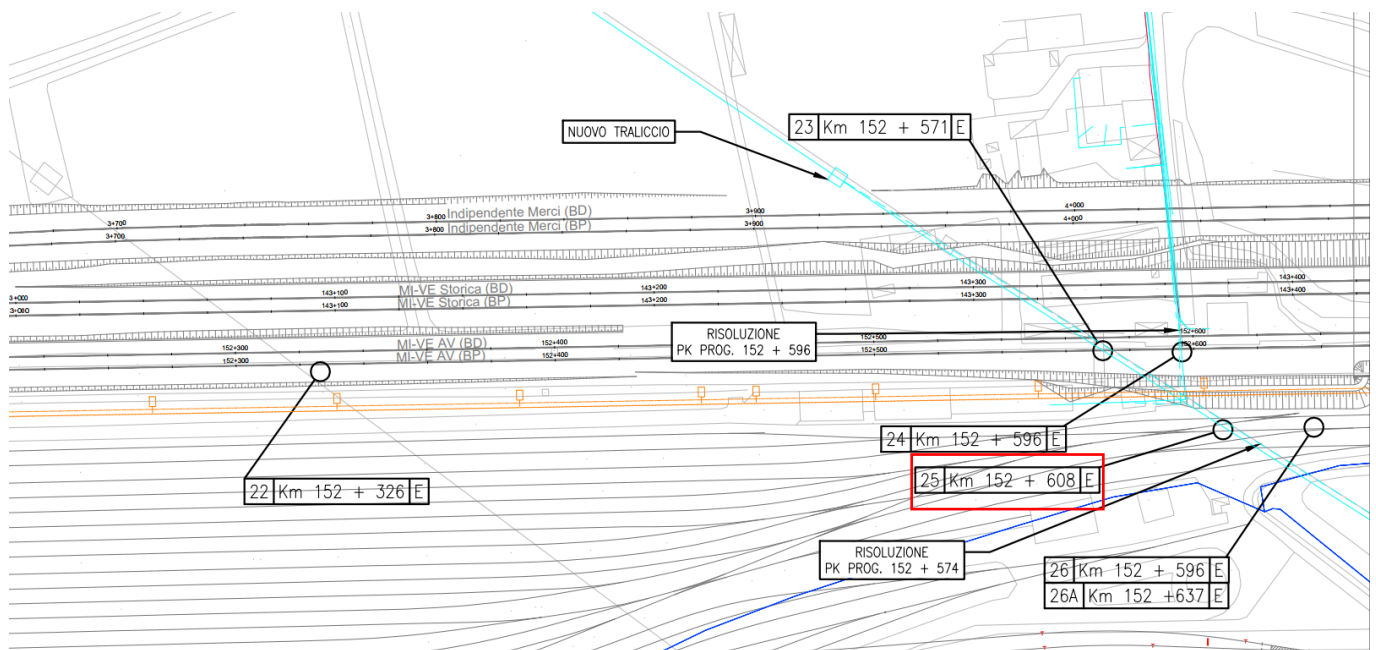 NUOVO TRALICCIO
23 Km 152 + 571 E
3+700
3+800
Indipendente Merci (BD)
3+900
4+000
3+700
3+800
Indipendente Merci (BP)
3+900
4+000
143+100
MI-VE Storica (BD)
143+200
143+300
143+400
3+000
143+100
MI-VE Storica (BP)
143+200
143+300
143+400
3+000
RISOLUZIONE
PK PROG. 152 + 596
152+300
MI-VE AV (BD)
152+400
152+500
152+600
152+300
MI-VE AV (BP)
152+400
152+500
152+600
24 Km 152 + 596 E
25 Km 152 + 608 E
22 Km 152 + 326 E
RISOLUZIONE
PK PROG. 152 + 574
26 Km 152 + 596 E
26A Km 152 +637 E